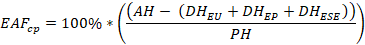 EAF_cp = 100% * ( (AH − (DH_EU + DH_EP + DH_ESE)) / PH )